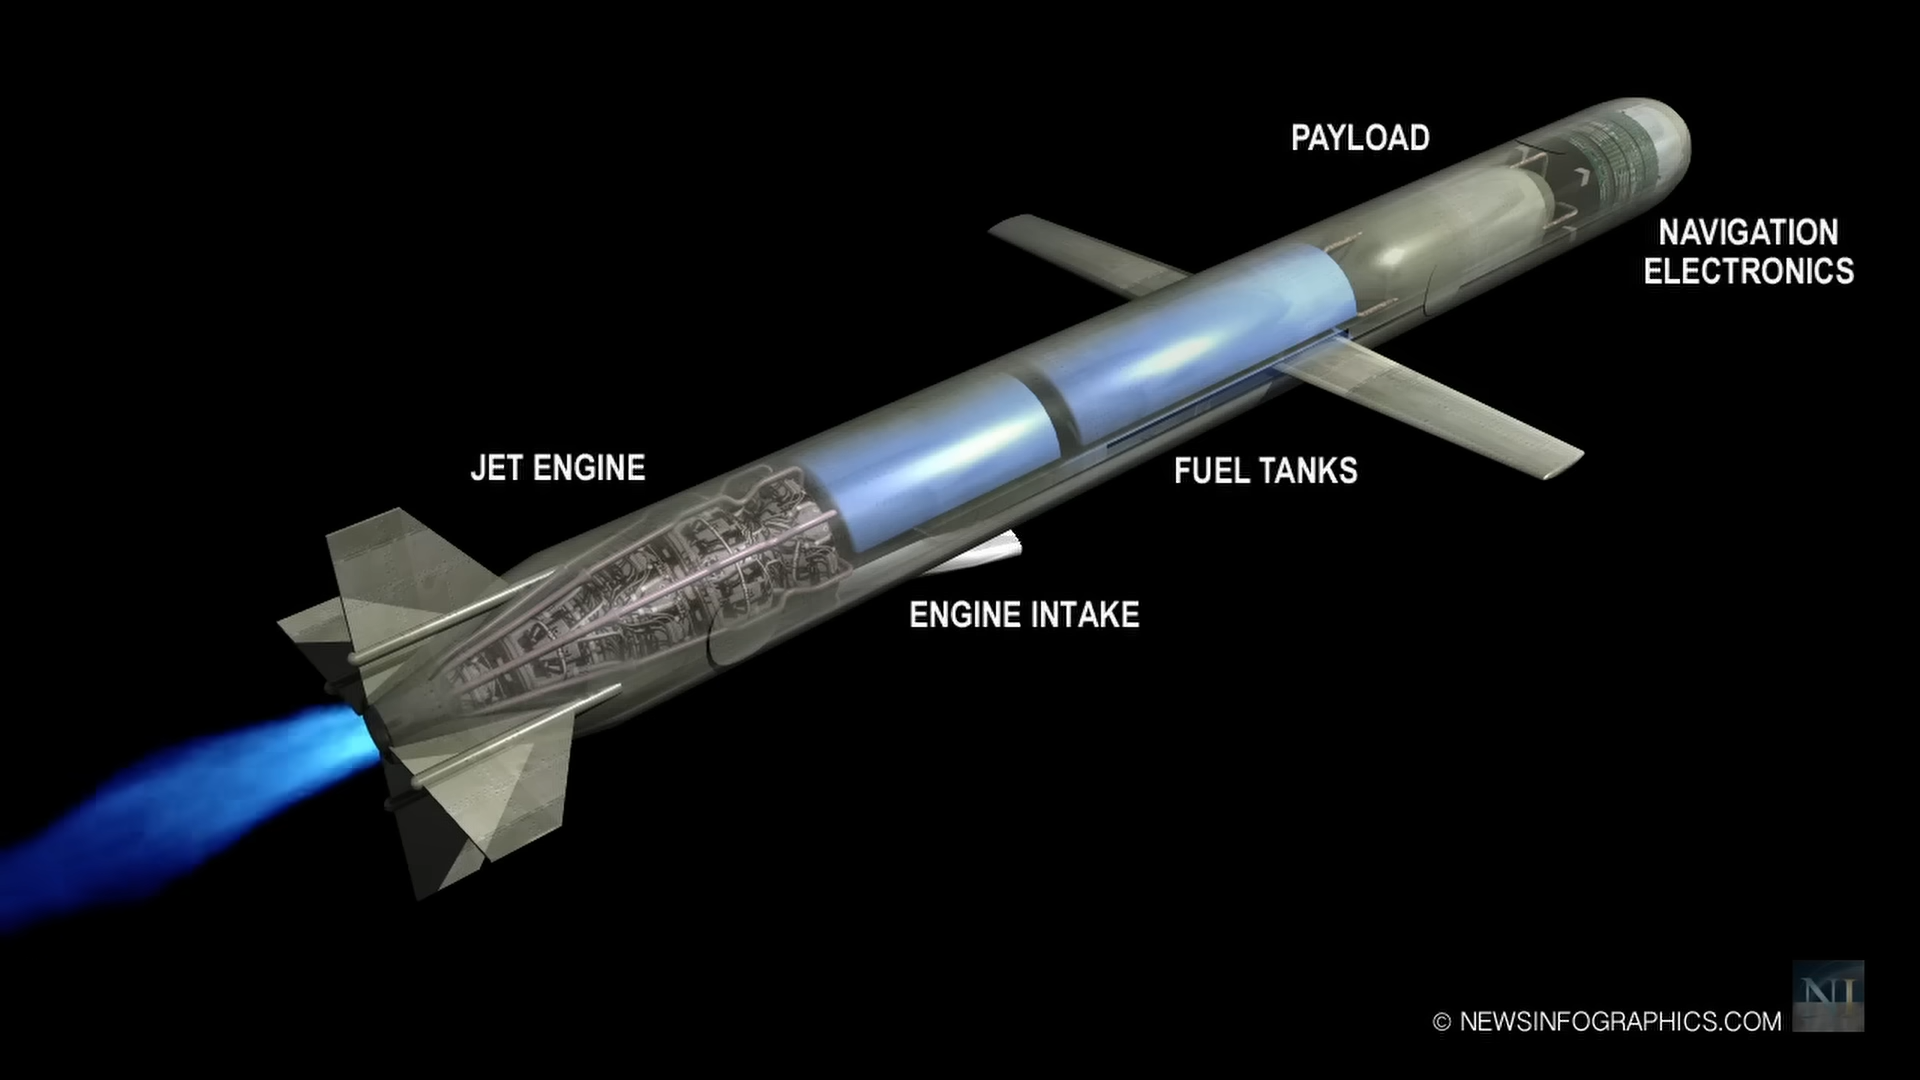 PAYLOAD
NAVIGATION
ELECTRONICS
JET ENGINE
FUEL TANKS
ENGINE INTAKE
© NEWSINFOGRAPHICS.COM
NI